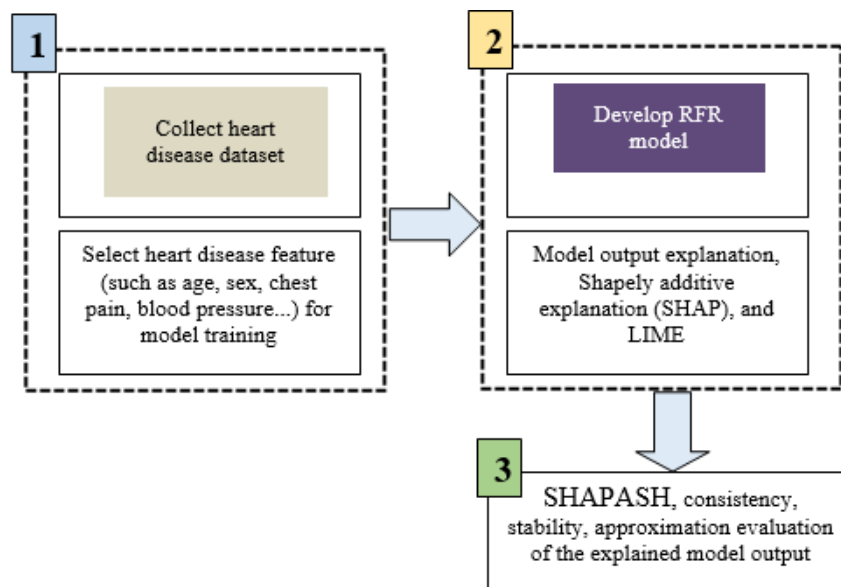 1
Collect heart
disease dataset
Select heart disease feature
(such as age, sex, chest
pain, blood pressure...) for
model training
2
Develop RFR
model
Model output explanation,
Shapely additive
explanation (SHAP), and
LIME
3
SHAPASH, consistency,
stability, approximation evaluation
of the explained model output